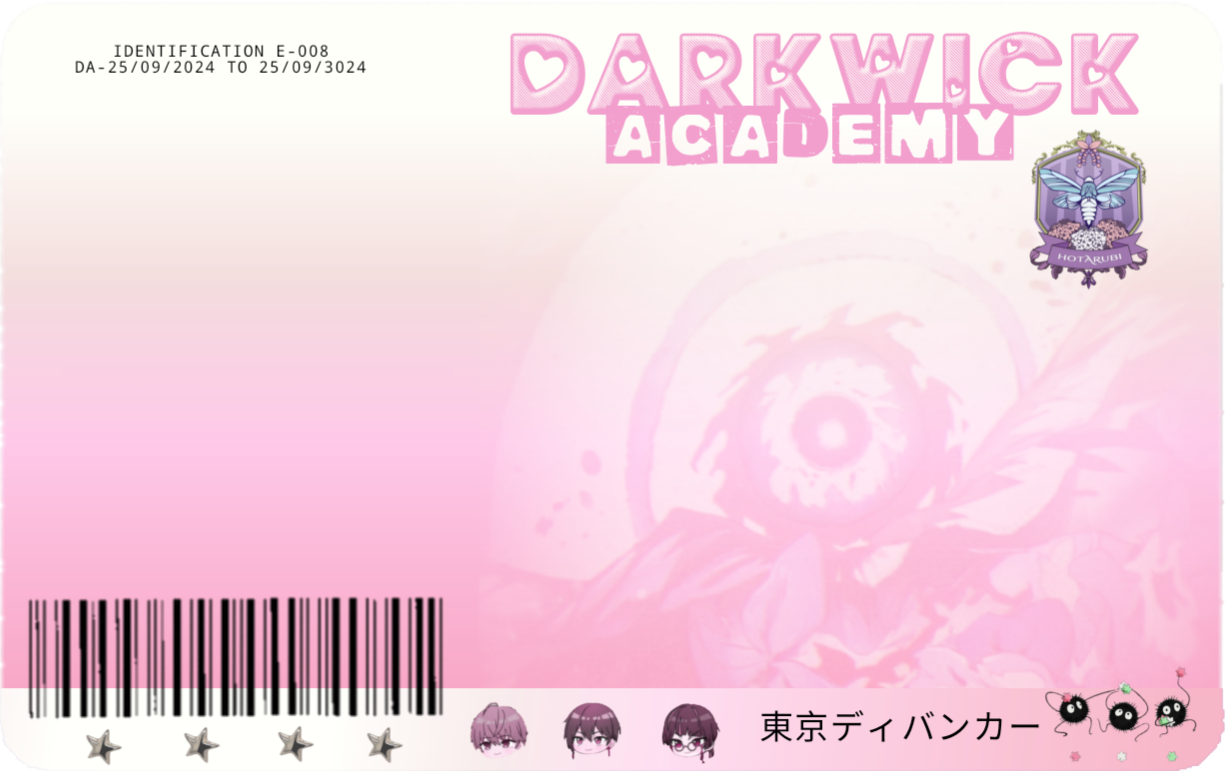 IDENTIFICATION E-008
DA-25/09/2024 TO 25/09/3024
DARKWICK
ACADEMY
HOTARUBI
東京ディバンカー